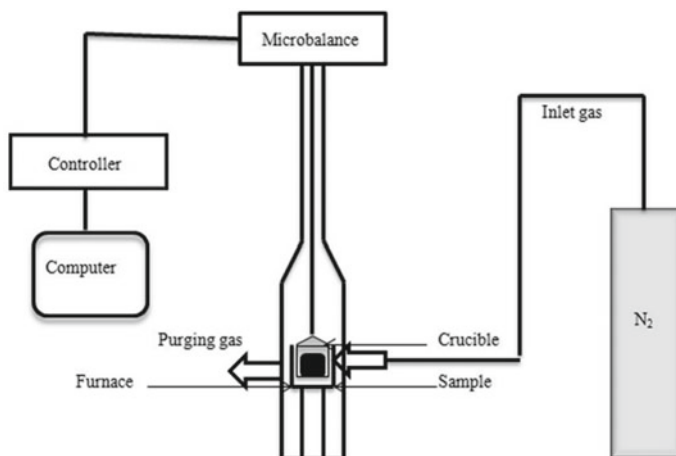 Microbalance
Inlet gas
Controller
Computer
N₂
Purging gas
Crucible
Furnace
Sample